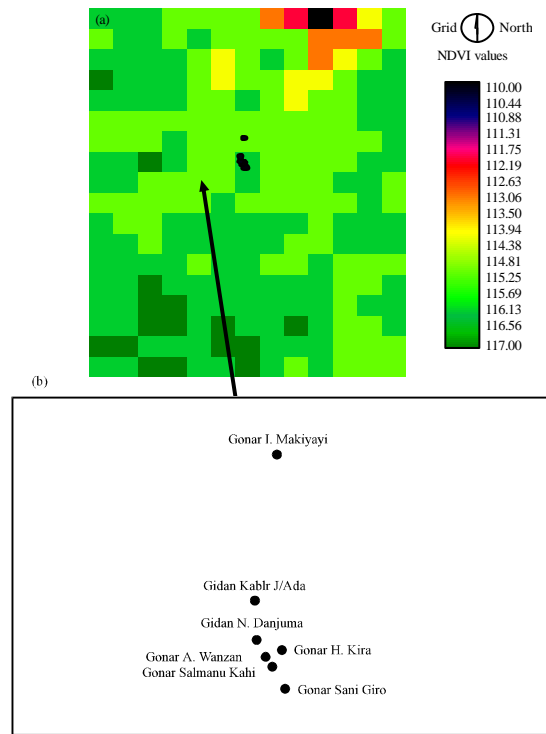 (a)
Grid North
NDVI values
110.00
110.44
110.88
111.31
111.75
112.19
112.63
113.06
113.50
113.94
114.38
114.81
115.25
115.69
116.13
116.56
117.00
(b)
Gonar I. Makiyayi
Gidan Kablr J/Ada
Gidan N. Danjuma
Gonar H. Kira
Gonar A. Wanzan
Gonar Salmanu Kahi
Gonar Sani Giro